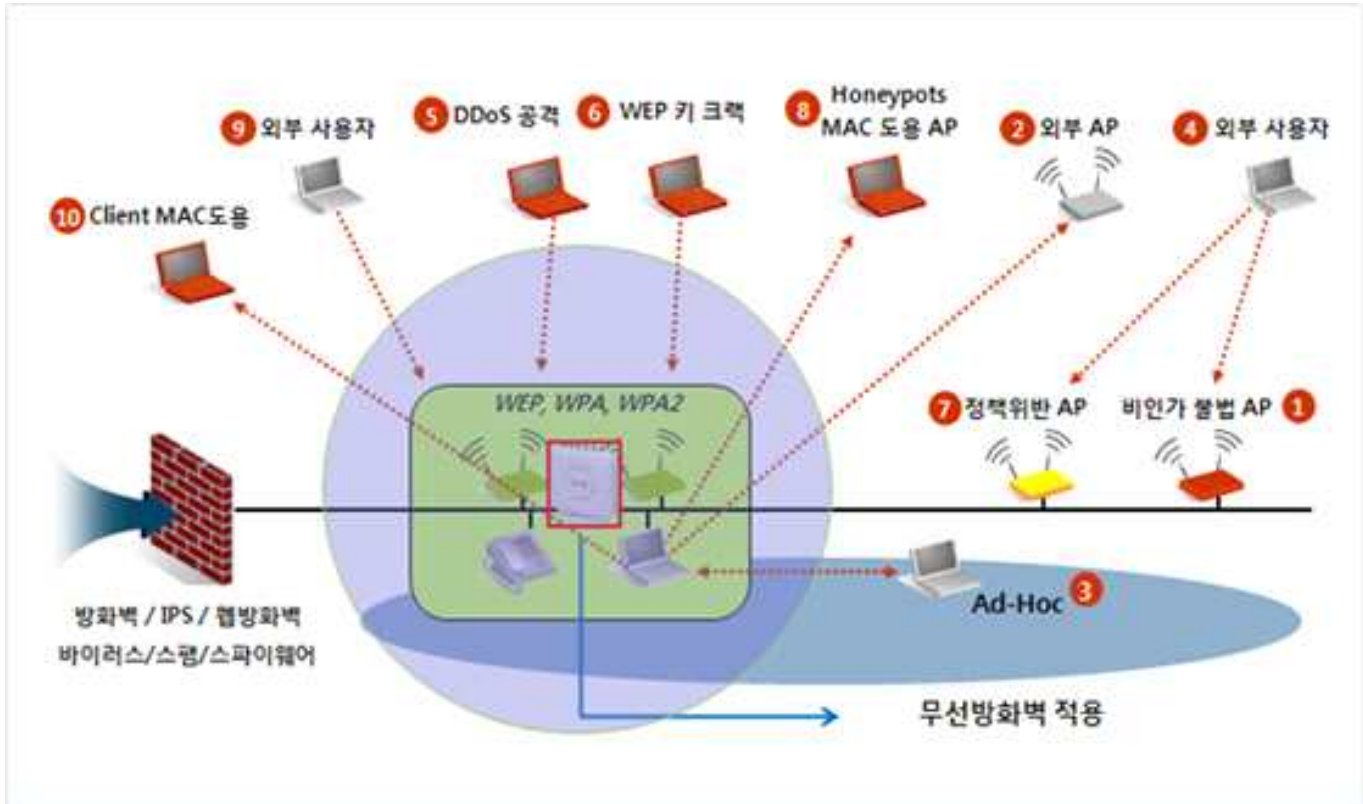 Honeypots
8 MAC 도용 AP
9 외부 사용자
5 DDoS 공격
6 WEP 키 크랙
2 외부 AP
4 외부 사용자
10 Client MAC도용
WEP, WPA, WPA2
7 정책위반 AP
비인가 불법 AP 1
Ad-Hoc 3
방화벽 / IPS / 웹방화벽
바이러스/스팸/스파이웨어
무선방화벽 적용